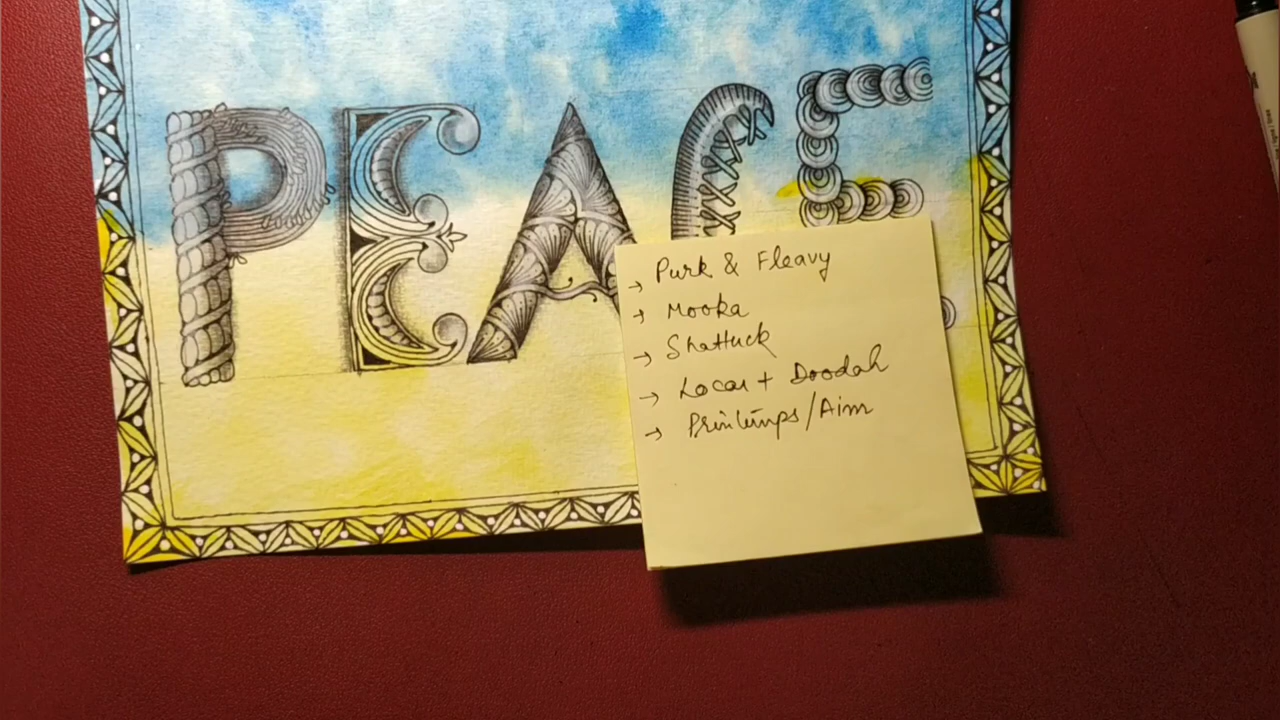 PEACE
→ Purk & Fleavy
→ Mooka
→ Shattuck
→ Locar + Doodah
→ Printemps/Aim